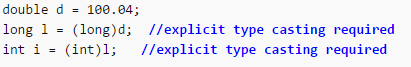 double d = 100.04;
long l = (long)d;  //explicit type casting required
int i = (int)l;   //explicit type casting required